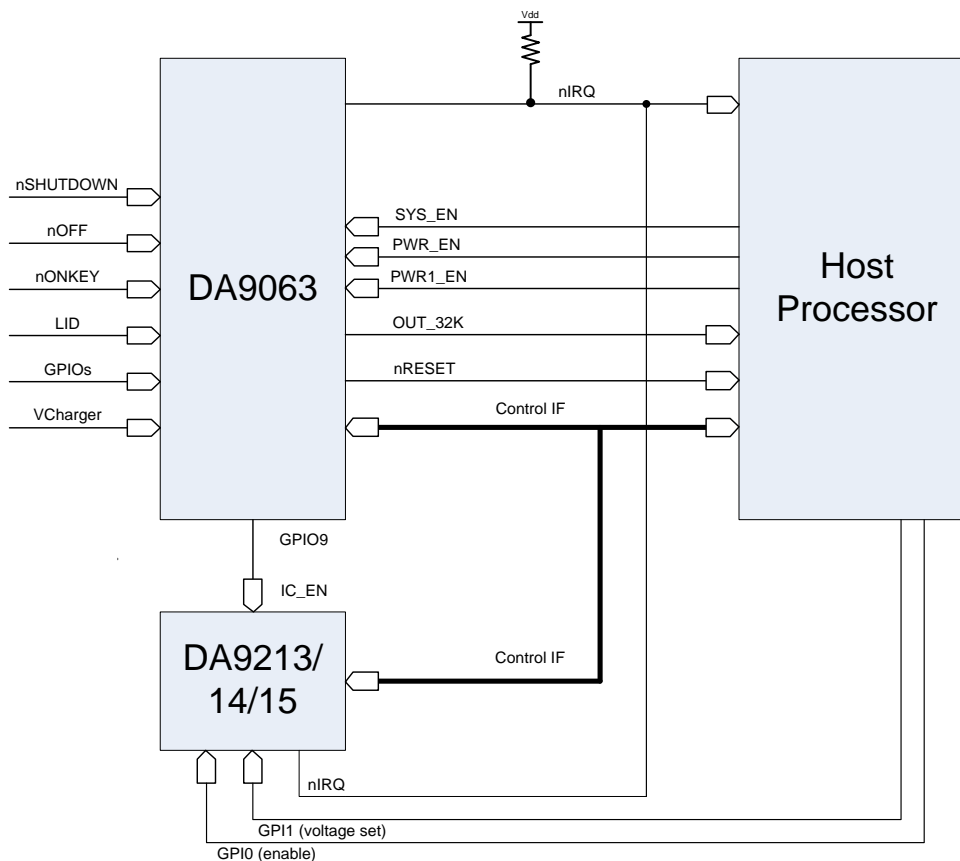 Vdd
nIRQ
nSHUTDOWN
nOFF
nONKEY
LID
GPIOs
VCharger
DA9063
SYS_EN
PWR_EN
PWR1_EN
OUT_32K
nRESET
Control IF
Host
Processor
GPIO9
IC_EN
DA9213/
14/15
Control IF
nIRQ
GPI1 (voltage set)
GPI0 (enable)